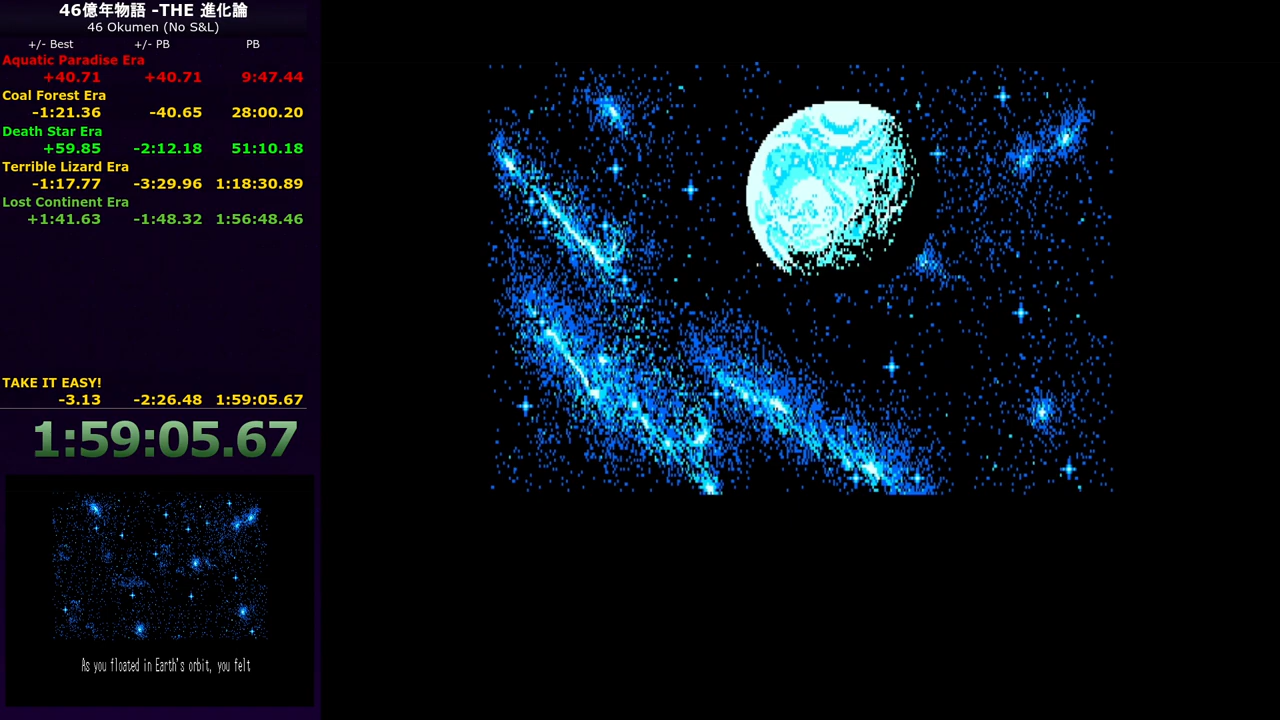 46億年物語 -THE 進化論
46 Okumen (No S&L)
+/- Best +/- PB PB
Aquatic Paradise Era
+40.71 +40.71 9:47.44
Coal Forest Era
-1:21.36 -40.65 28:00.20
Death Star Era
+59.85 -2:12.18 51:10.18
Terrible Lizard Era
-1:17.77 -3:29.96 1:18:30.89
Lost Continent Era
+1:41.63 -1:48.32 1:56:48.46
TAKE IT EASY!
-3.13 -2:26.48 1:59:05.67
1:59:05.67
As you floated in Earth's orbit, you felt